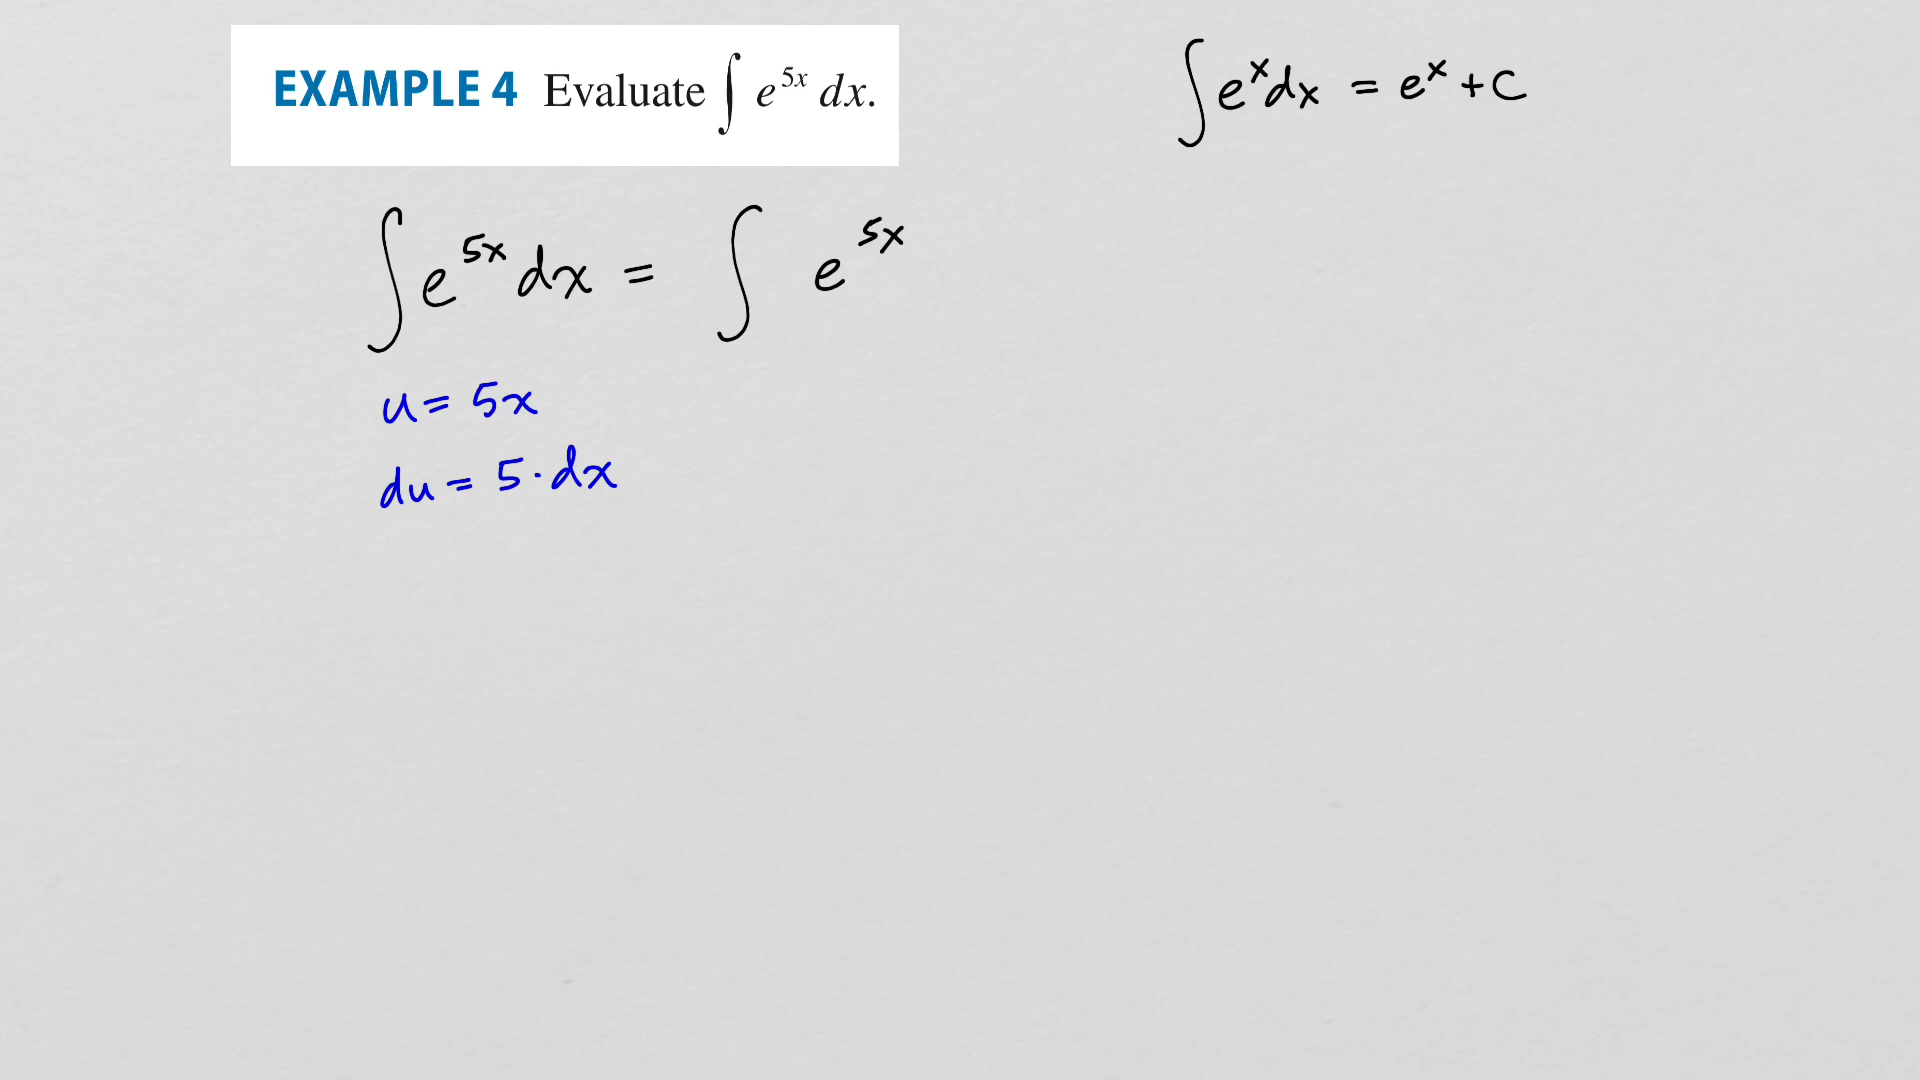 EXAMPLE 4 Evaluate ∫ e^{5x} dx.
∫e^x dx = e^x + C
∫e^{5x} dx = ∫ e^{5x}
u = 5x
du = 5 · dx